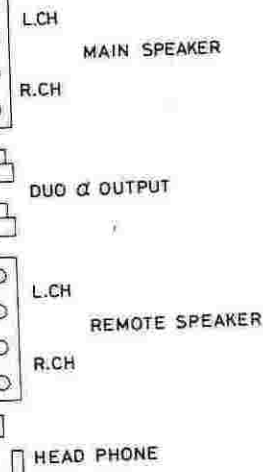 L.CH
MAIN SPEAKER
R.CH
DUO α OUTPUT
L.CH
REMOTE SPEAKER
R.CH
HEAD PHONE